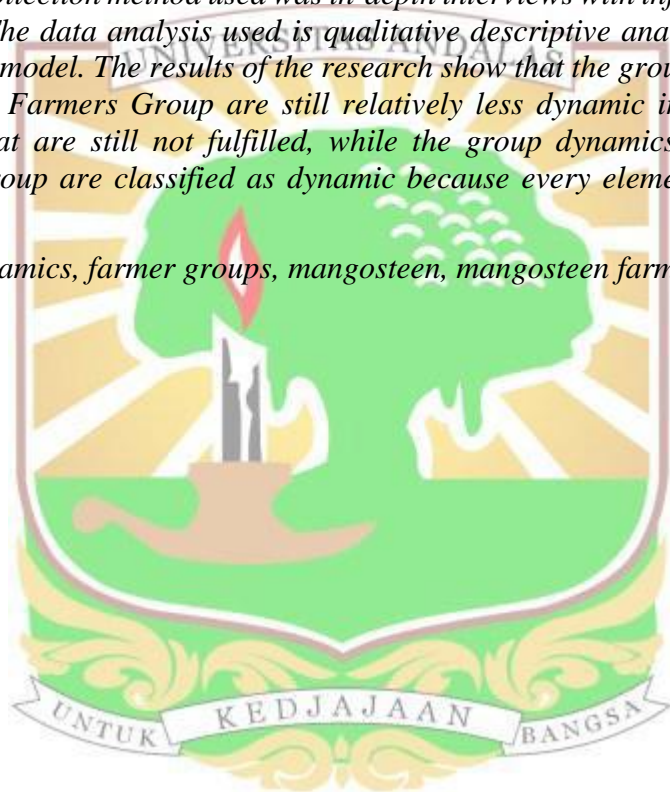 ollection method used was in-depth interviews with inf
The data analysis used is qualitative descriptive ana
UNIVERSITAS ANDALAS
model. The results of the research show that the grou
Farmers Group are still relatively less dynamic i
at are still not fulfilled, while the group dynamics
oup are classified as dynamic because every eleme
amics, farmer groups, mangosteen, mangosteen farm
UNTUK KEDJAJAAN BANGSA